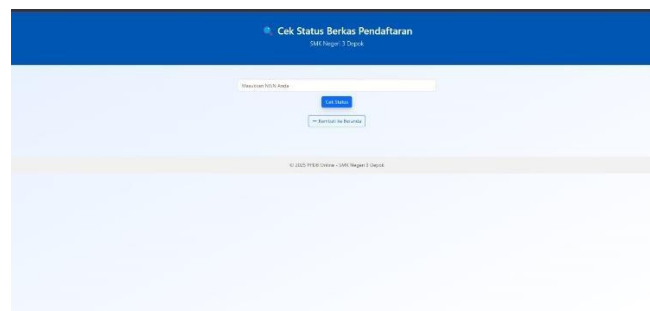 Cek Status Berkas Pendaftaran
SMK Negeri 3 Depok
Masukkan NISN Anda
Cek Status
← Kembali ke Beranda
© 2025 PPDB Online - SMK Negeri 3 Depok